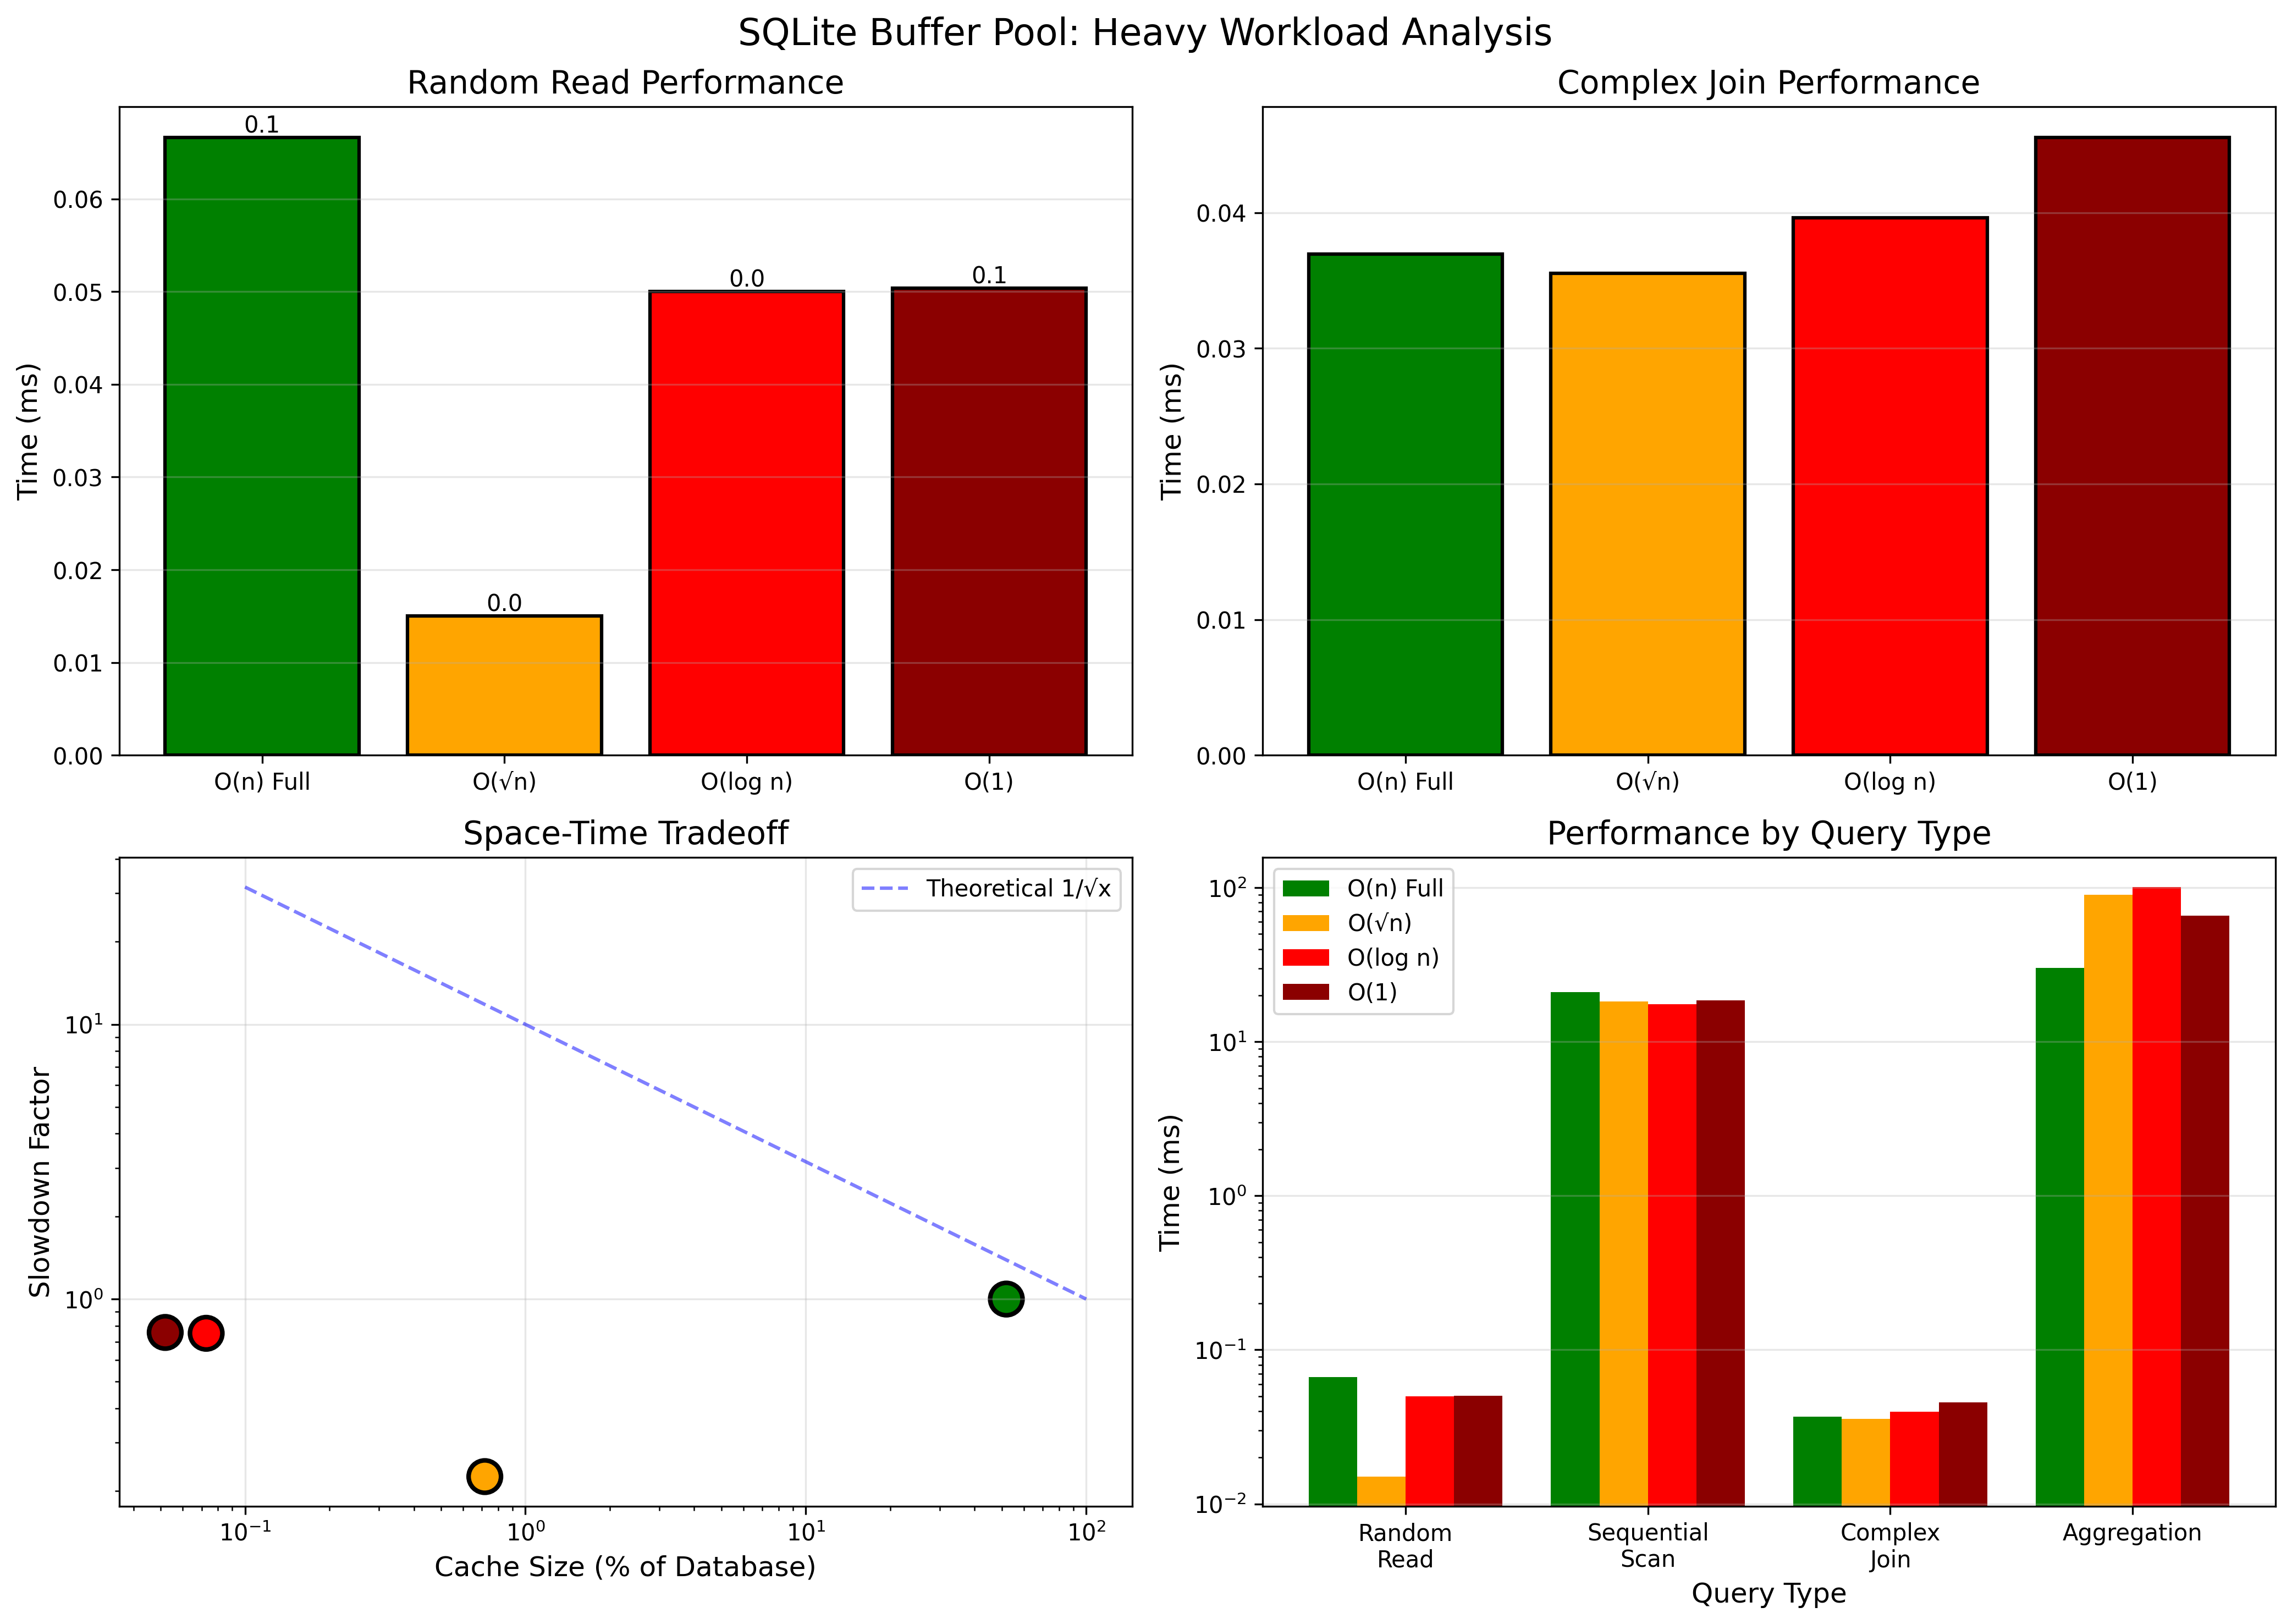 SQLite Buffer Pool: Heavy Workload Analysis
Random Read Performance
Time (ms)
0.06
0.05
0.04
0.03
0.02
0.01
0.00
0.1
0.0
0.0
0.1
O(n) Full
O(√n)
O(log n)
O(1)
Complex Join Performance
Time (ms)
0.04
0.03
0.02
0.01
0.00
O(n) Full
O(√n)
O(log n)
O(1)
Space-Time Tradeoff
Theoretical 1/√x
Slowdown Factor
10¹
10⁰
10⁻¹
10⁰
10¹
10²
Cache Size (% of Database)
Performance by Query Type
O(n) Full
O(√n)
O(log n)
O(1)
Time (ms)
10²
10¹
10⁰
10⁻¹
10⁻²
Random
Read
Sequential
Scan
Complex
Join
Aggregation
Query Type